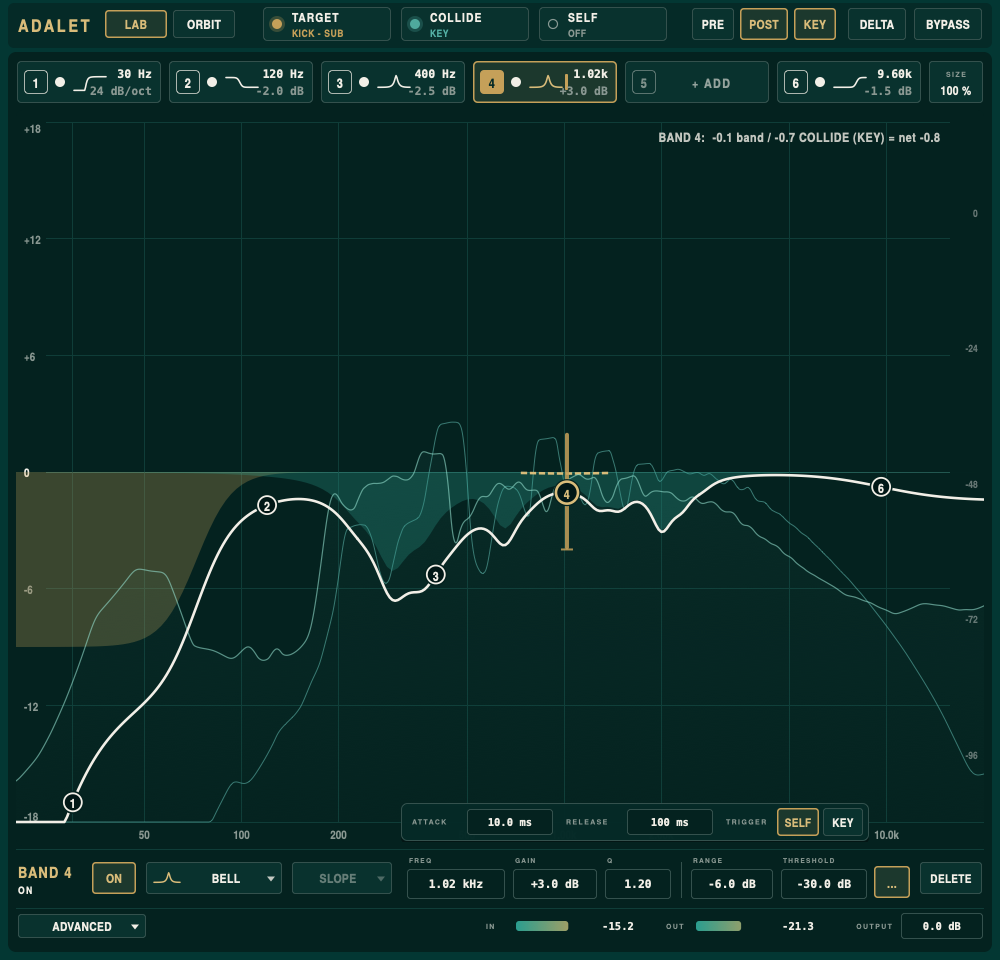 ADALET LAB ORBIT TARGET KICK - SUB COLLIDE KEY SELF OFF PRE POST KEY DELTA BYPASS
1 30 Hz 24 dB/oct
2 120 Hz -2.0 dB
3 400 Hz -2.5 dB
4 1.02k +3.0 dB
5 + ADD
6 9.60k -1.5 dB
SIZE 100 %
BAND 4: -0.1 band / -0.7 COLLIDE (KEY) = net -0.8
+18
+12
+6
0
-6
-12
-18
0
-24
-48
-72
-96
2
3
4
6
1
50 100 200 10.0k
ATTACK 10.0 ms RELEASE 100 ms TRIGGER SELF KEY
BAND 4
ON
ON BELL SLOPE
FREQ GAIN Q RANGE THRESHOLD
1.02 kHz +3.0 dB 1.20 -6.0 dB -30.0 dB ... DELETE
ADVANCED IN -15.2 OUT -21.3 OUTPUT 0.0 dB